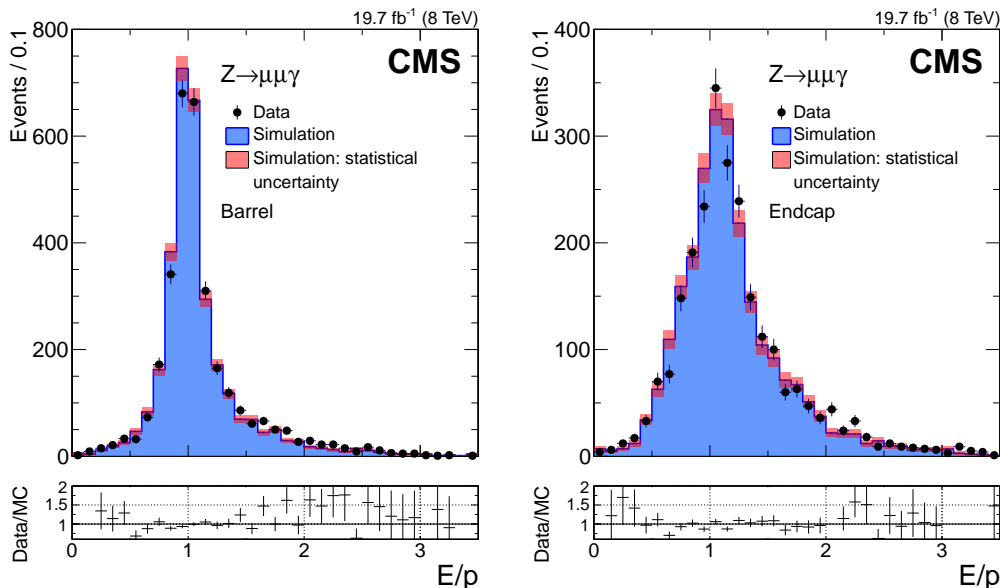 19.7 fb⁻¹ (8 TeV)
CMS
Z→μμγ
Data
Simulation
Simulation: statistical
uncertainty
Barrel
Events / 0.1
800
600
400
200
0
Data/MC
2
1.5
1
0
1
2
3
E/p
19.7 fb⁻¹ (8 TeV)
CMS
Z→μμγ
Data
Simulation
Simulation: statistical
uncertainty
Endcap
Events / 0.1
400
300
200
100
0
Data/MC
2
1.5
1
0
1
2
3
E/p